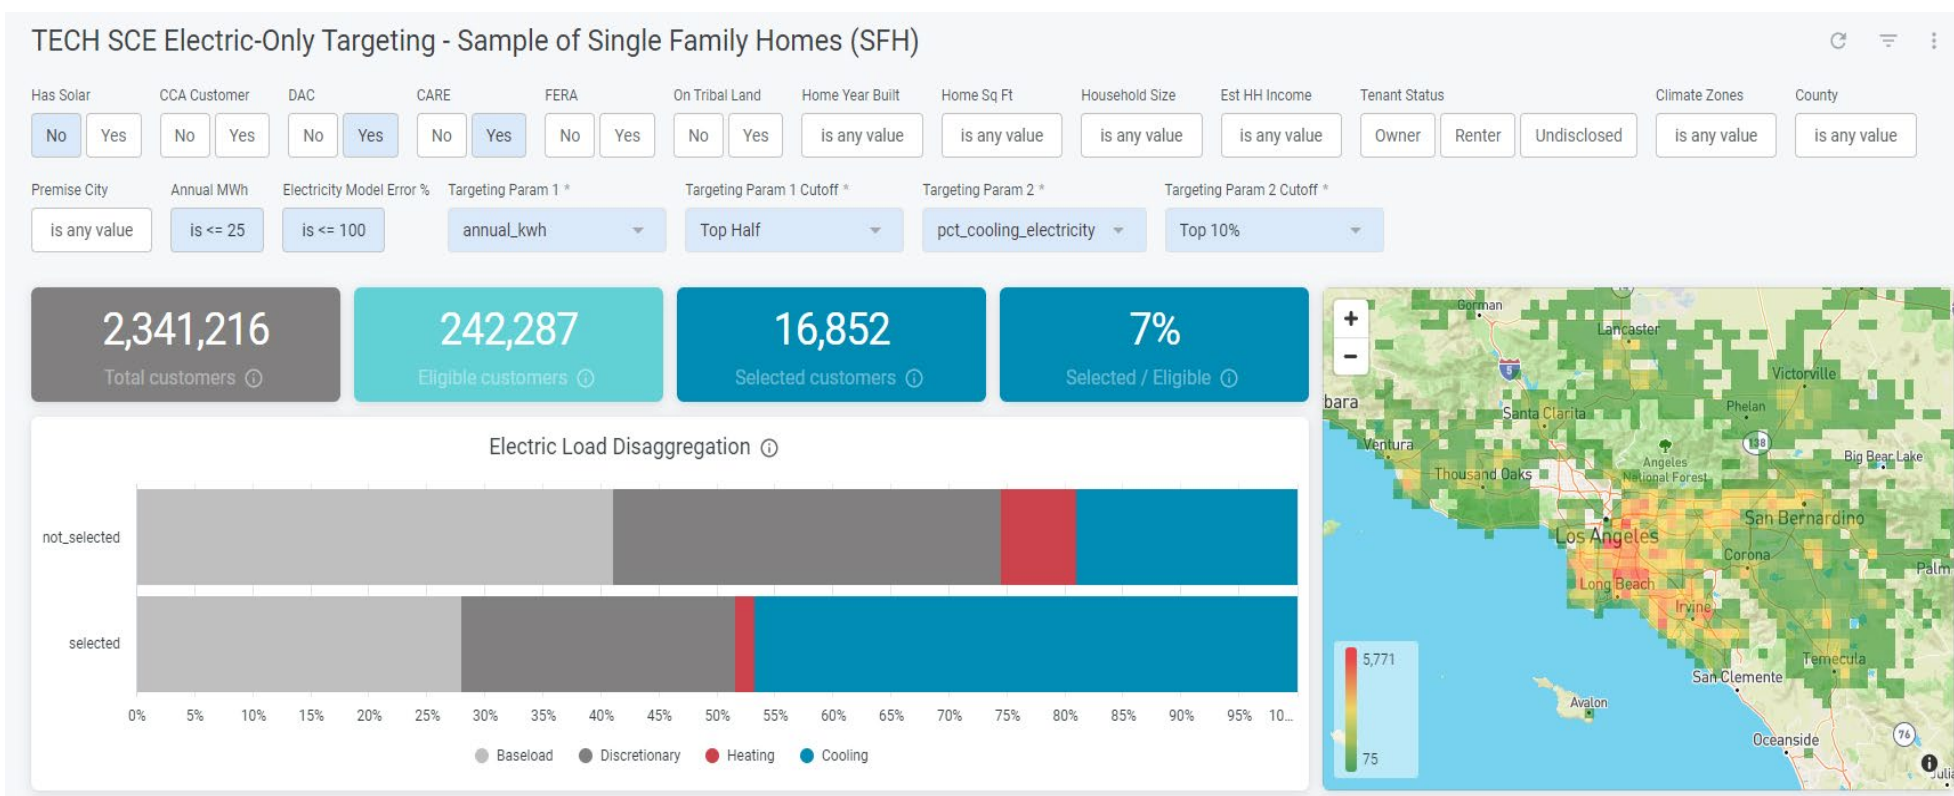 TECH SCE Electric-Only Targeting - Sample of Single Family Homes (SFH)
Has Solar CCA Customer DAC CARE FERA On Tribal Land Home Year Built Home Sq Ft Household Size Est HH Income Tenant Status Climate Zones County
No Yes No Yes No Yes No Yes No Yes No Yes is any value is any value is any value is any value Owner Renter Undisclosed is any value is any value
Premise City Annual MWh Electricity Model Error % Targeting Param 1 * Targeting Param 1 Cutoff * Targeting Param 2 * Targeting Param 2 Cutoff *
is any value is <= 25 is <= 100 annual_kwh Top Half pct_cooling_electricity Top 10%
2,341,216 242,287 16,852 7%
Total customers Eligible customers Selected customers Selected / Eligible
Electric Load Disaggregation
not_selected
selected
0% 5% 10% 15% 20% 25% 30% 35% 40% 45% 50% 55% 60% 65% 70% 75% 80% 85% 90% 95% 10...
Baseload Discretionary Heating Cooling
+
−
Gorman
Lancaster
5
Victorville
bara
Santa Clarita
Phelan
138
Ventura
Angeles
National Forest
Big Bear Lake
Thousand Oaks
San Bernardino
Los Angeles
Corona
Palm
Long Beach
Irvine
5,771
Temecula
San Clemente
Avalon
76
Oceanside
75
Julia